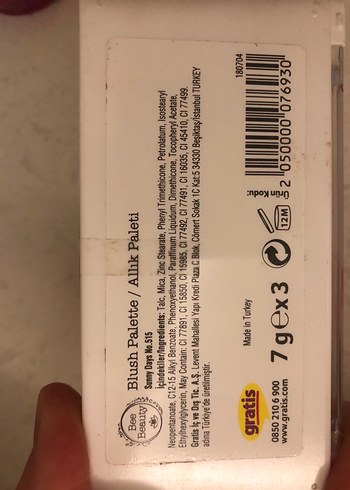 Bee
Beauty
Blush Palette / Allık Paleti
Sunny Days No.515
İçindekiler/Ingredients: Talc, Mica, Zinc Stearate, Phenyl Trimethicone, Petrolatum, Isostearyl
Neopentanoate, C12-15 Alkyl Benzoate, Phenoxyethanol, Paraffinum Liquidum, Dimethicone, Tocopheryl Acetate,
Ethylhexylglycerin, May Contain: CI 77891, CI 15850, CI 15985, CI 77492, CI 77491, CI 16035, CI 45410, CI 77499.
Gratis İç ve Dış Tic. A.Ş. Levent Mahallesi Yapı Kredi Plaza C Blok, Cömert Sokak 1C Kat:5 34330 Beşiktaş/İstanbul TURKEY
adına Türkiye'de üretilmiştir.
gratis
0850 210 6 900
www.gratis.com
Made in Turkey
7 g e x 3
12M
Ürün Kodu:
180704
2 050000 076930